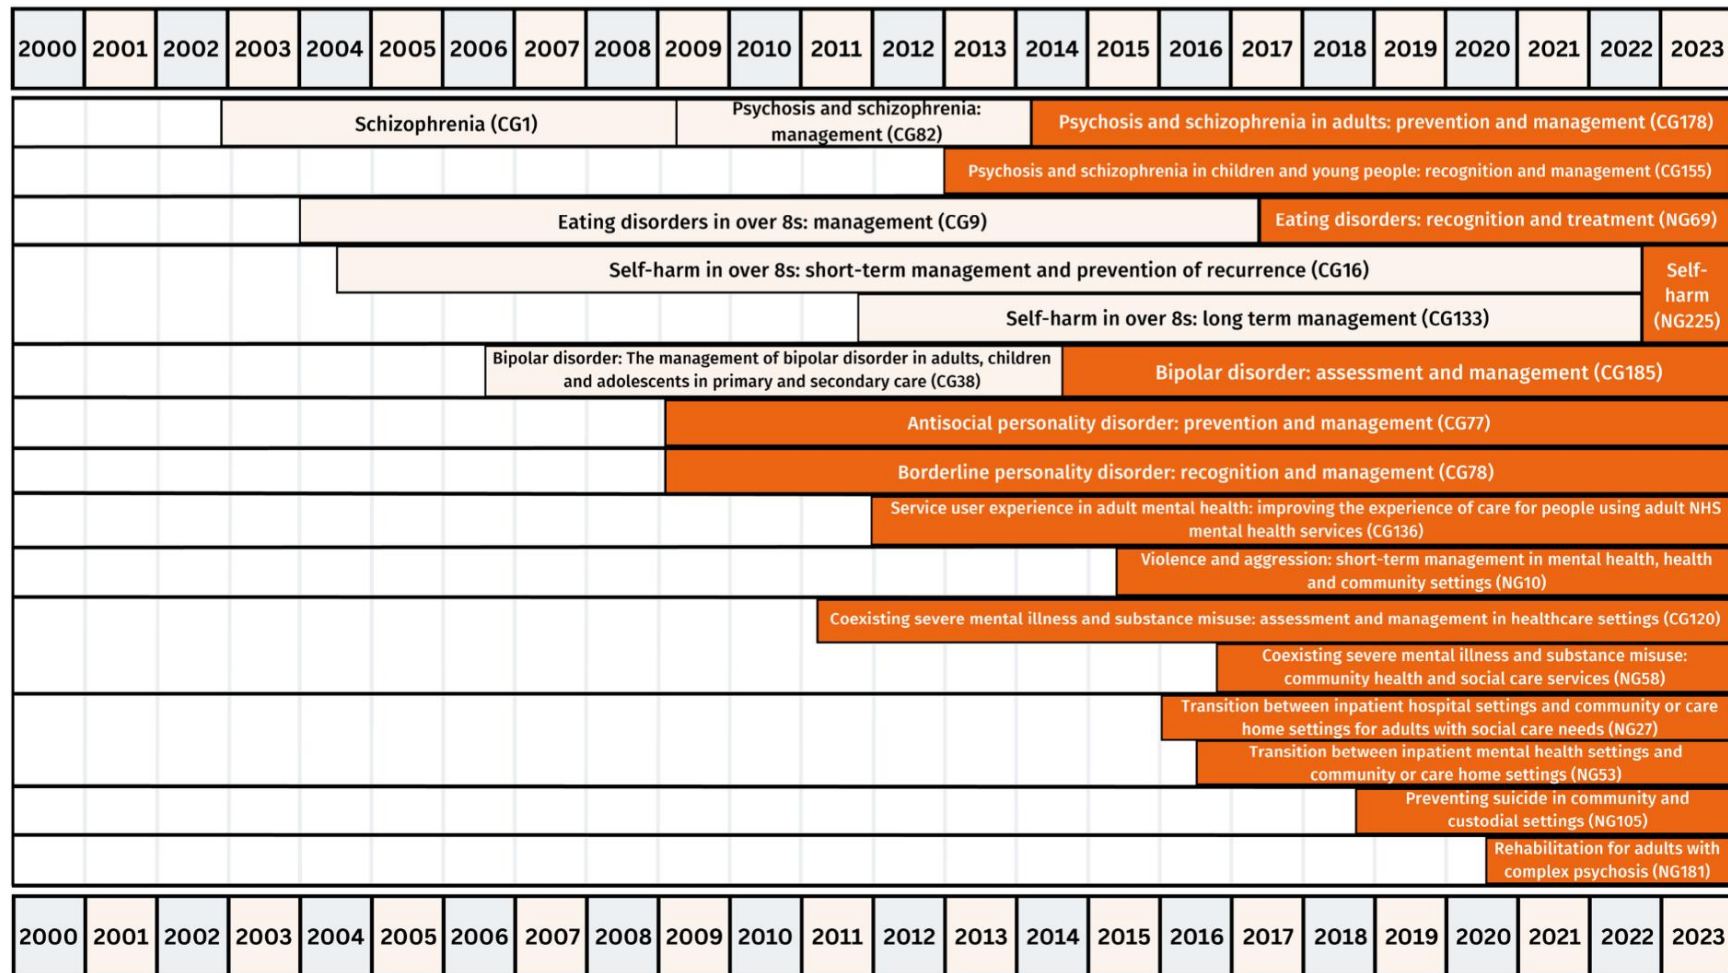 2000 2001 2002 2003 2004 2005 2006 2007 2008 2009 2010 2011 2012 2013 2014 2015 2016 2017 2018 2019 2020 2021 2022 2023
Schizophrenia (CG1)
Psychosis and schizophrenia:
management (CG82)
Psychosis and schizophrenia in adults: prevention and management (CG178)
Psychosis and schizophrenia in children and young people: recognition and management (CG155)
Eating disorders in over 8s: management (CG9)
Eating disorders: recognition and treatment (NG69)
Self-harm in over 8s: short-term management and prevention of recurrence (CG16)
Self-harm in over 8s: long term management (CG133)
Self-
harm
(NG225)
Bipolar disorder: The management of bipolar disorder in adults, children
and adolescents in primary and secondary care (CG38)
Bipolar disorder: assessment and management (CG185)
Antisocial personality disorder: prevention and management (CG77)
Borderline personality disorder: recognition and management (CG78)
Service user experience in adult mental health: improving the experience of care for people using adult NHS
mental health services (CG136)
Violence and aggression: short-term management in mental health, health
and community settings (NG10)
Coexisting severe mental illness and substance misuse: assessment and management in healthcare settings (CG120)
Coexisting severe mental illness and substance misuse:
community health and social care services (NG58)
Transition between inpatient hospital settings and community or care
home settings for adults with social care needs (NG27)
Transition between inpatient mental health settings and
community or care home settings (NG53)
Preventing suicide in community and
custodial settings (NG105)
Rehabilitation for adults with
complex psychosis (NG181)
2000 2001 2002 2003 2004 2005 2006 2007 2008 2009 2010 2011 2012 2013 2014 2015 2016 2017 2018 2019 2020 2021 2022 2023